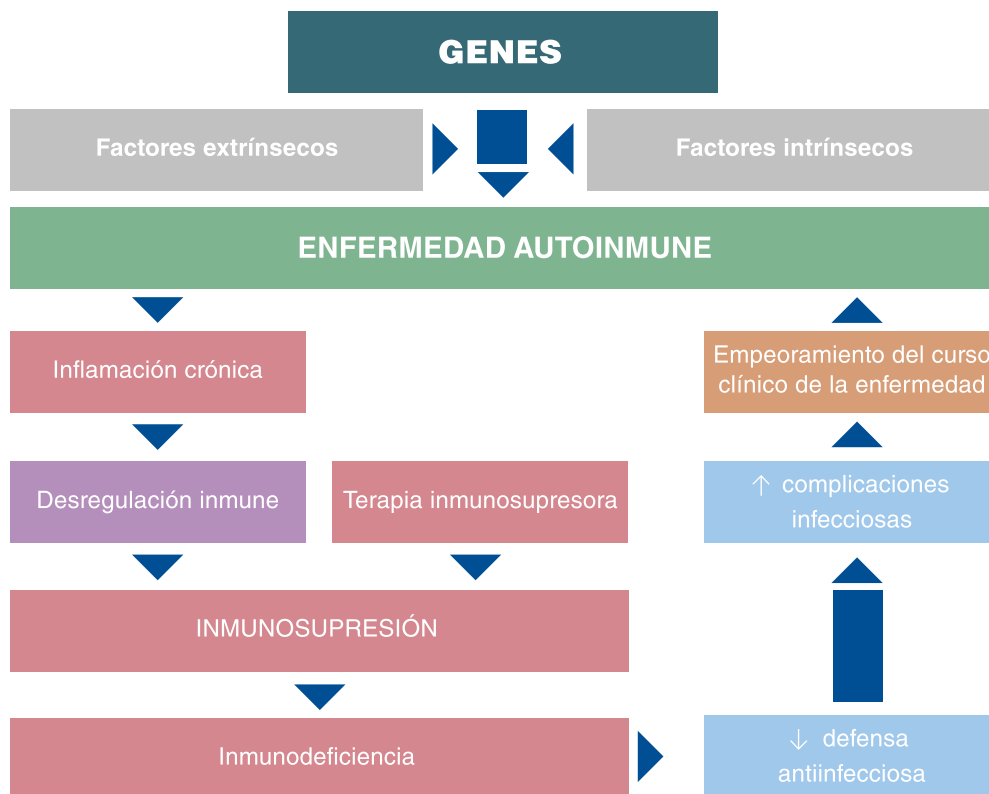 GENES
Factores extrínsecos
Factores intrínsecos
ENFERMEDAD AUTOINMUNE
Inflamación crónica
Empeoramiento del curso
clínico de la enfermedad
Desregulación inmune
Terapia inmunosupresora
↑ complicaciones
infecciosas
INMUNOSUPRESIÓN
Inmunodeficiencia
↓ defensa
antiinfecciosa